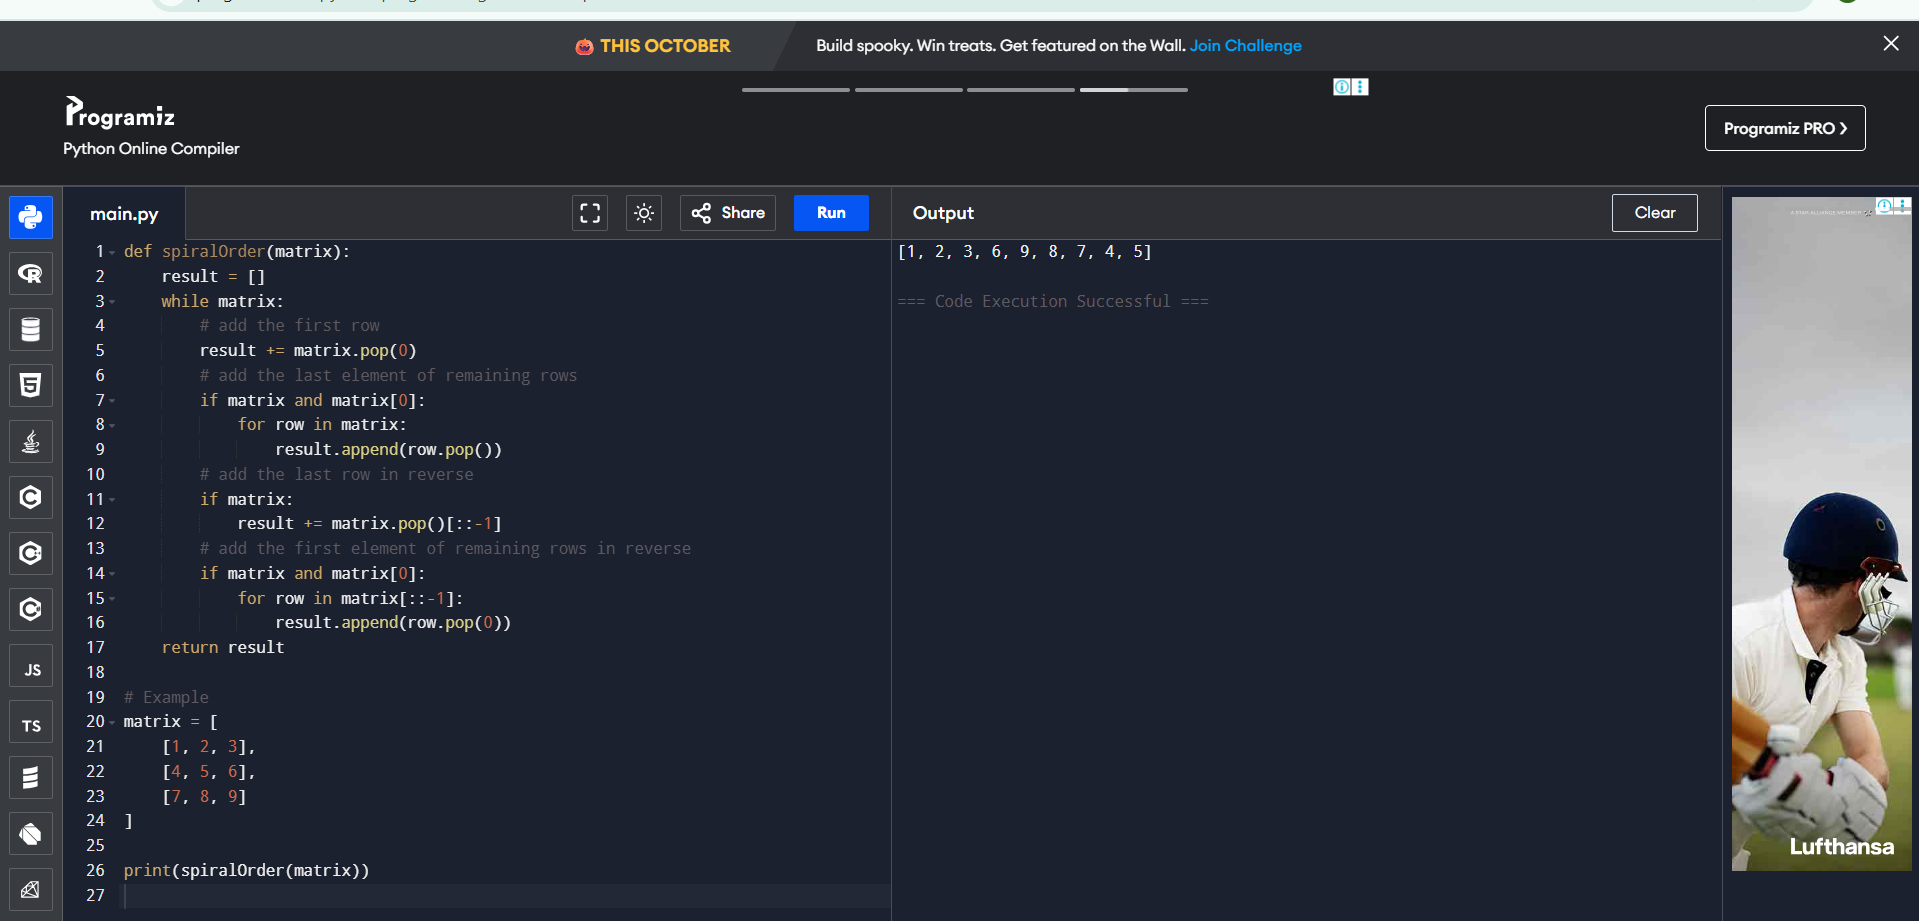 THIS OCTOBER
Build spooky. Win treats. Get featured on the Wall. Join Challenge
Programiz
Python Online Compiler
Programiz PRO ❯
main.py
Share
Run
Output
Clear
1 def spiralOrder(matrix):
2     result = []
3     while matrix:
4         # add the first row
5         result += matrix.pop(0)
6         # add the last element of remaining rows
7         if matrix and matrix[0]:
8             for row in matrix:
9                 result.append(row.pop())
10         # add the last row in reverse
11         if matrix:
12             result += matrix.pop()[::-1]
13         # add the first element of remaining rows in reverse
14         if matrix and matrix[0]:
15             for row in matrix[::-1]:
16                 result.append(row.pop(0))
17     return result
18
19 # Example
20 matrix = [
21     [1, 2, 3],
22     [4, 5, 6],
23     [7, 8, 9]
24 ]
25
26 print(spiralOrder(matrix))
27
[1, 2, 3, 6, 9, 8, 7, 4, 5]
=== Code Execution Successful ===
R
5
C
C
C
JS
TS
A STAR ALLIANCE MEMBER
Lufthansa